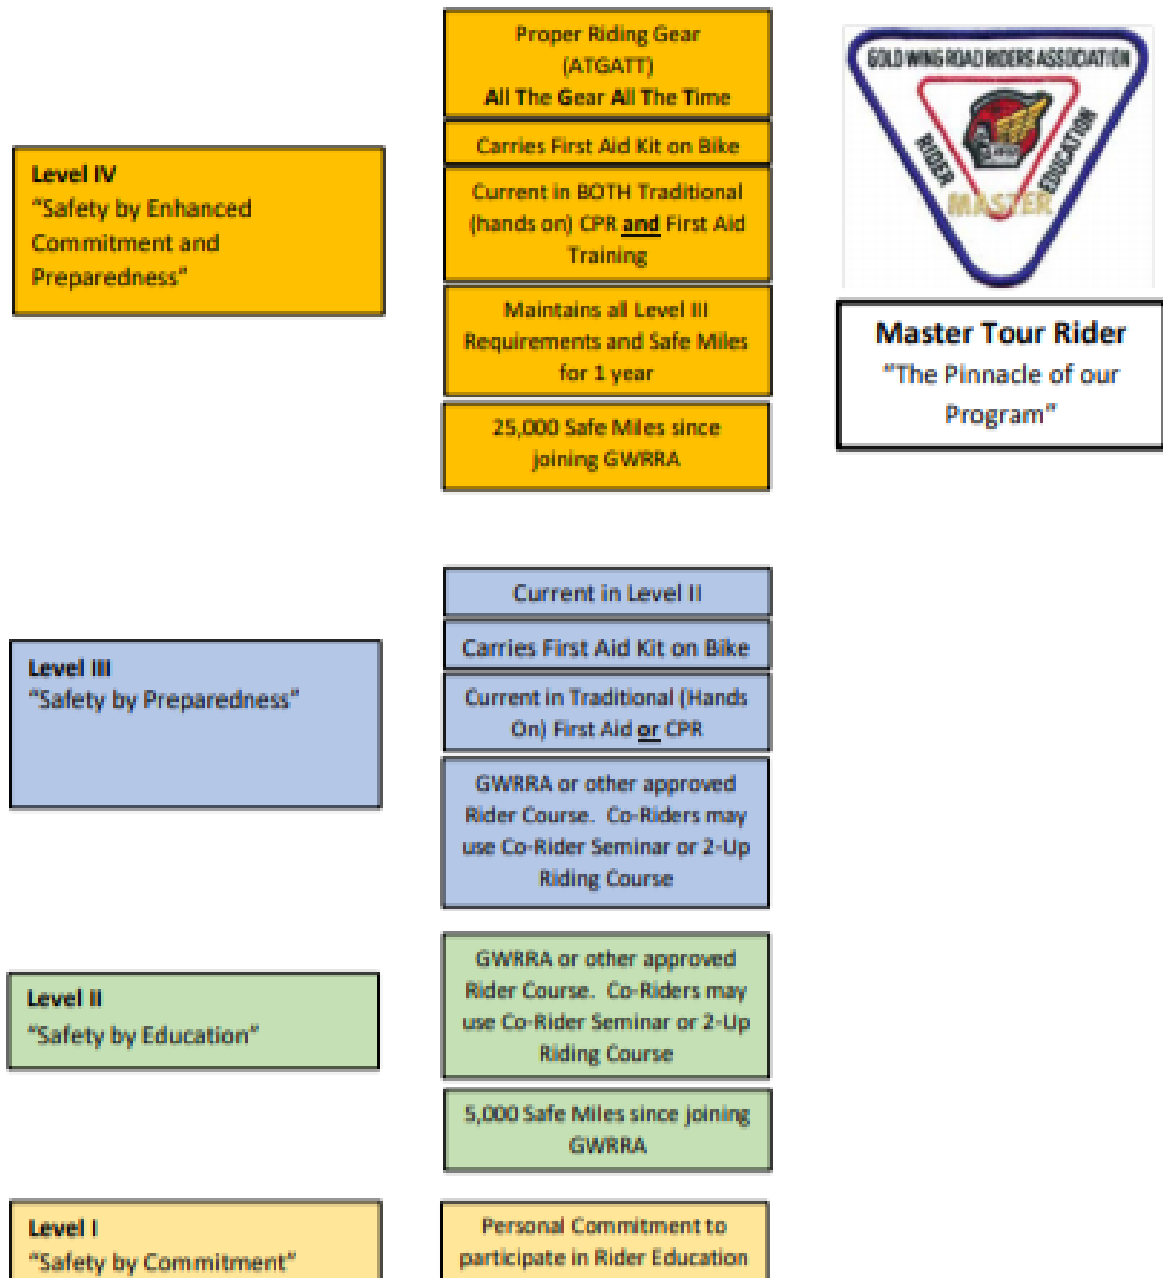 Proper Riding Gear
(ATGATT)
All The Gear All The Time
Carries First Aid Kit on Bike
Level IV
"Safety by Enhanced
Commitment and
Preparedness"
Current in BOTH Traditional
(hands on) CPR and First Aid
Training
Maintains all Level III
Requirements and Safe Miles
for 1 year
25,000 Safe Miles since
joining GWRRA
GOLD WING ROAD RIDERS ASSOCIATION
RIDER
EDUCATION
MASTER
Master Tour Rider
"The Pinnacle of our
Program"
Level III
"Safety by Preparedness"
Current in Level II
Carries First Aid Kit on Bike
Current in Traditional (Hands
On) First Aid or CPR
GWRRA or other approved
Rider Course. Co-Riders may
use Co-Rider Seminar or 2-Up
Riding Course
Level II
"Safety by Education"
GWRRA or other approved
Rider Course. Co-Riders may
use Co-Rider Seminar or 2-Up
Riding Course
5,000 Safe Miles since joining
GWRRA
Level I
"Safety by Commitment"
Personal Commitment to
participate in Rider Education